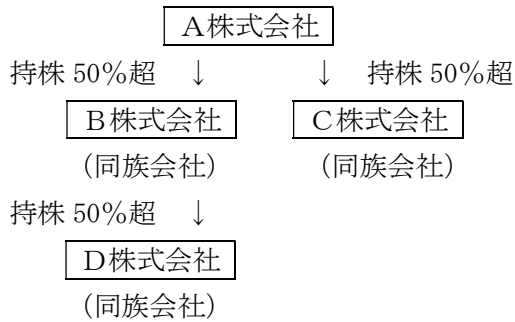 A株式会社
持株 50%超 ↓ ↓ 持株 50%超
B株式会社 C株式会社
（同族会社） （同族会社）
持株 50%超 ↓
D株式会社
（同族会社）